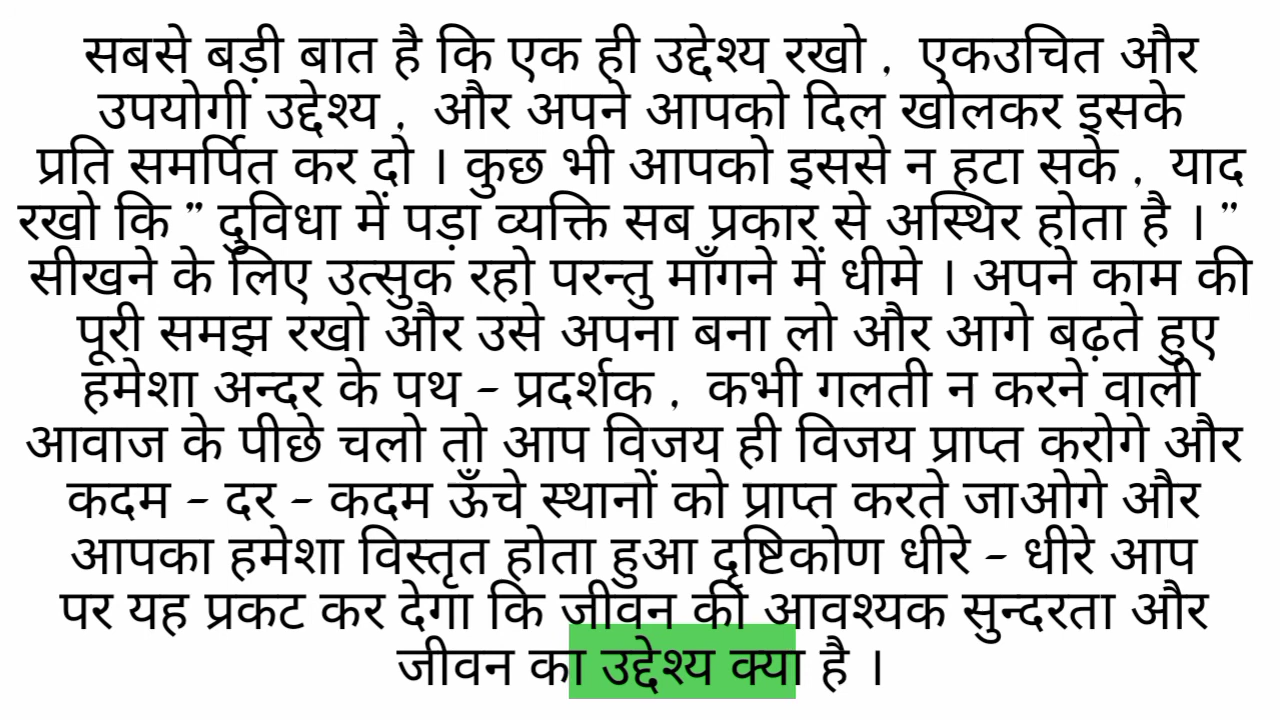 सबसे बड़ी बात है कि एक ही उद्देश्य रखो , एकउचित और
उपयोगी उद्देश्य , और अपने आपको दिल खोलकर इसके
प्रति समर्पित कर दो । कुछ भी आपको इससे न हटा सके , याद
रखो कि ” दुविधा में पड़ा व्यक्ति सब प्रकार से अस्थिर होता है । ”
सीखने के लिए उत्सुक रहो परन्तु माँगने में धीमे । अपने काम की
पूरी समझ रखो और उसे अपना बना लो और आगे बढ़ते हुए
हमेशा अन्दर के पथ – प्रदर्शक , कभी गलती न करने वाली
आवाज के पीछे चलो तो आप विजय ही विजय प्राप्त करोगे और
कदम – दर – कदम ऊँचे स्थानों को प्राप्त करते जाओगे और
आपका हमेशा विस्तृत होता हुआ दृष्टिकोण धीरे – धीरे आप
पर यह प्रकट कर देगा कि जीवन की आवश्यक सुन्दरता और
जीवन का उद्देश्य क्या है ।